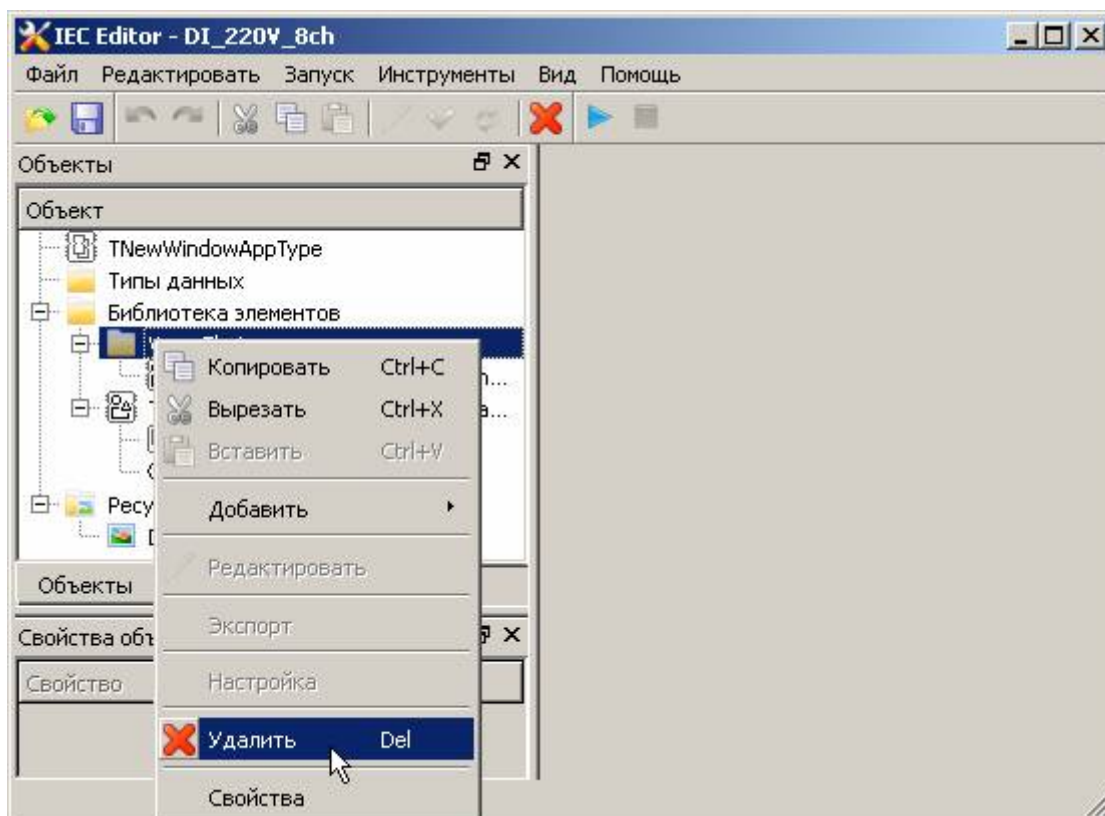 IEC Editor - DI_220V_8ch
Файл Редактировать Запуск Инструменты Вид Помощь
Объекты
Объект
TNewWindowAppType
Типы данных
Библиотека элементов
Копировать Ctrl+C
Вырезать Ctrl+X
Вставить Ctrl+V
Добавить
Ресу
Редактировать
Объекты
Экспорт
Свойства объ
Свойство
Настройка
Удалить Del
Свойства